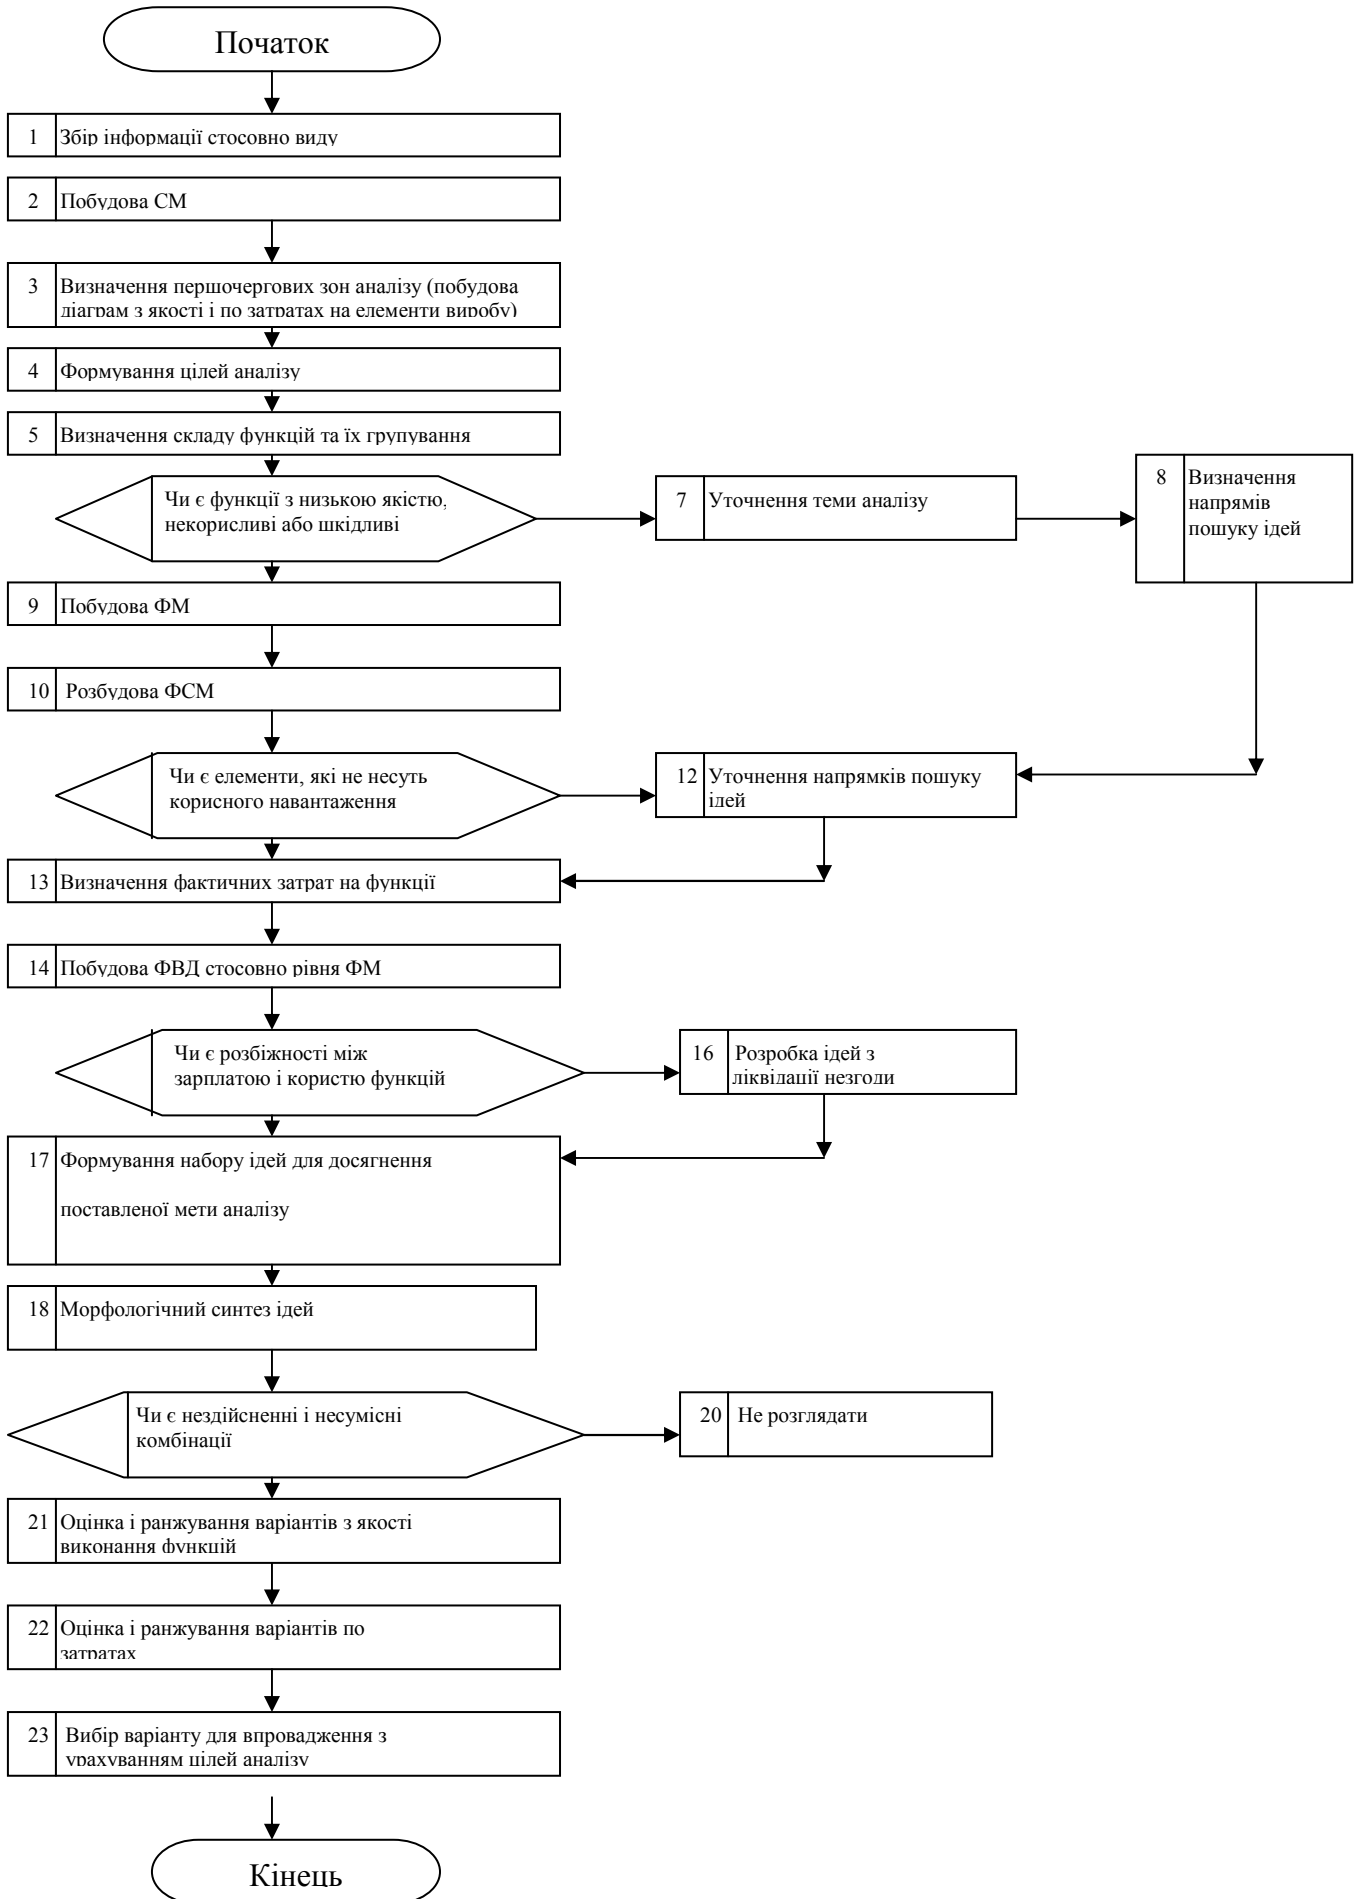 Початок
1 Збір інформації стосовно виду
2 Побудова СМ
3 Визначення першочергових зон аналізу (побудова
діаграм з якості і по затратах на елементи виробу)
4 Формування цілей аналізу
5 Визначення складу функцій та їх групування
Чи є функції з низькою якістю,
некорисливі або шкідливі
7 Уточнення теми аналізу
8 Визначення
напрямів
пошуку ідей
9 Побудова ФМ
10 Розбудова ФСМ
Чи є елементи, які не несуть
корисного навантаження
12 Уточнення напрямків пошуку
ідей
13 Визначення фактичних затрат на функції
14 Побудова ФВД стосовно рівня ФМ
Чи є розбіжності між
зарплатою і користю функцій
16 Розробка ідей з
ліквідації незгоди
17 Формування набору ідей для досягнення
поставленої мети аналізу
18 Морфологічний синтез ідей
Чи є нездійсненні і несумісні
комбінації
20 Не розглядати
21 Оцінка і ранжування варіантів з якості
виконання функцій
22 Оцінка і ранжування варіантів по
затратах
23 Вибір варіанту для впровадження з
урахуванням цілей аналізу
Кінець